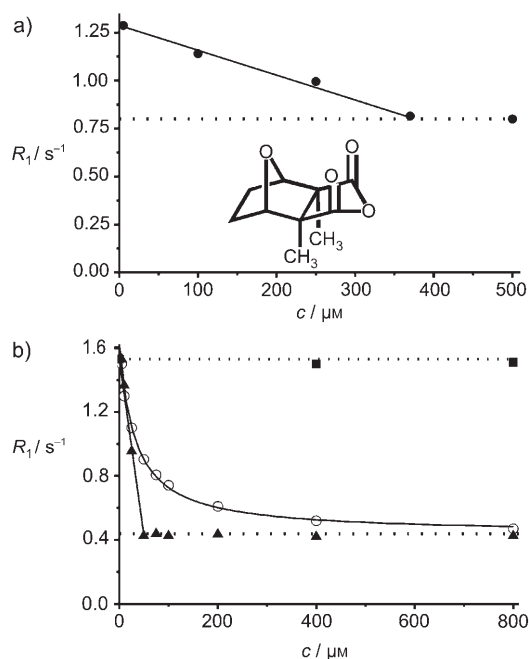 a)
1.25
1.00
0.75
0.50
0.25
0.00
R₁ / s⁻¹
O
O
O
O
CH₃
CH₃
0 100 200 300 400 500
c / μM
b)
1.6
1.2
0.8
0.4
0.0
R₁ / s⁻¹
0 200 400 600 800
c / μM